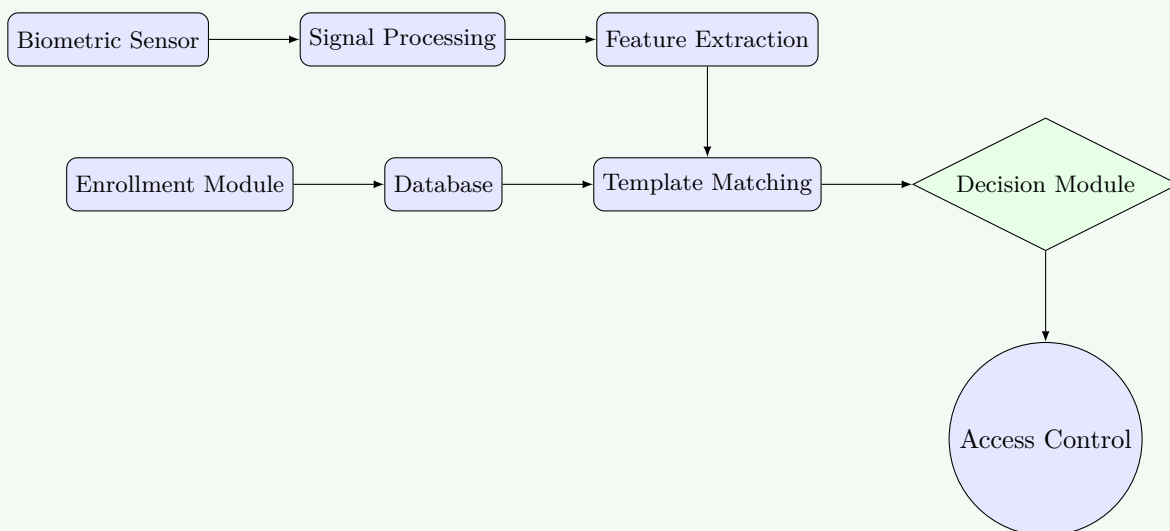 Biometric Sensor
Signal Processing
Feature Extraction
Enrollment Module
Database
Template Matching
Decision Module
Access Control